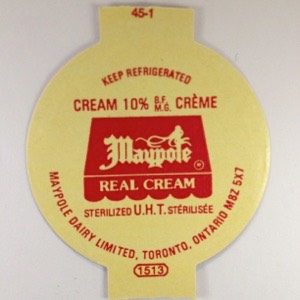 45-1
KEEP REFRIGERATED
CREAM 10% B.F. M.G. CRÈME
Maypole ®
REAL CREAM
STERILIZED U.H.T. STÉRILISÉE
MAYPOLE DAIRY LIMITED, TORONTO, ONTARIO M8Z 5X7
1513